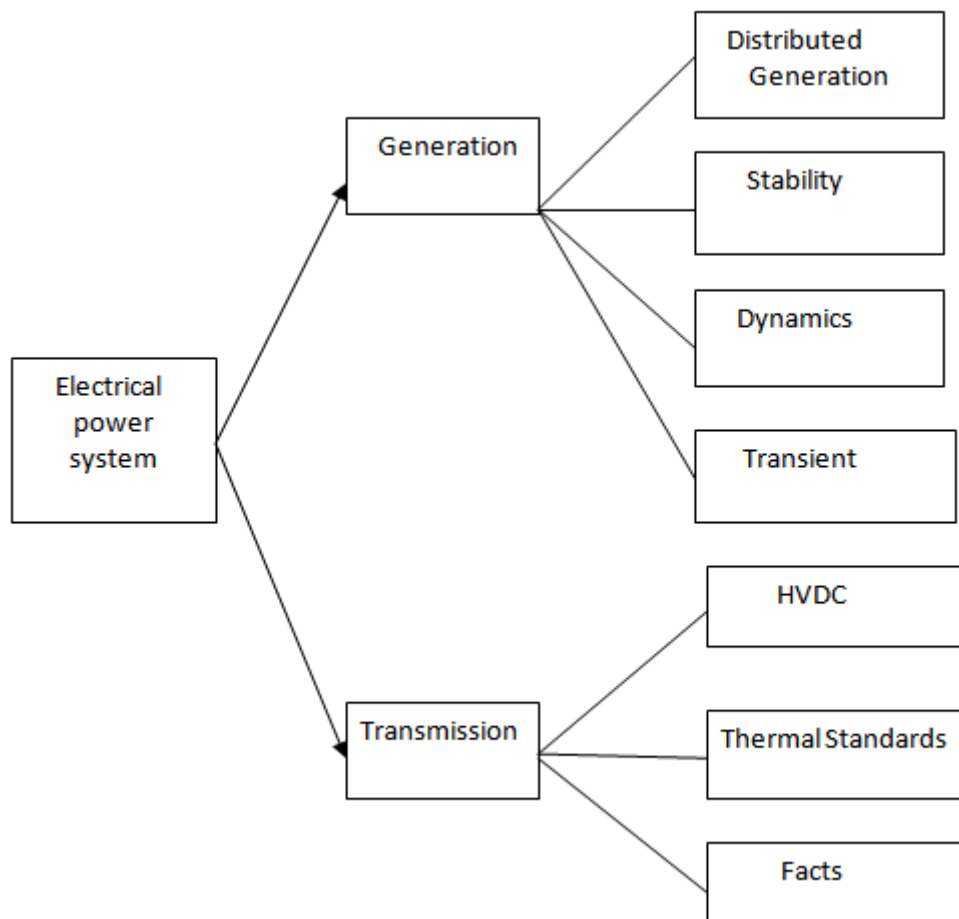 Distributed
Generation
Generation
Stability
Dynamics
Electrical
power
system
Transient
HVDC
Transmission
Thermal Standards
Facts